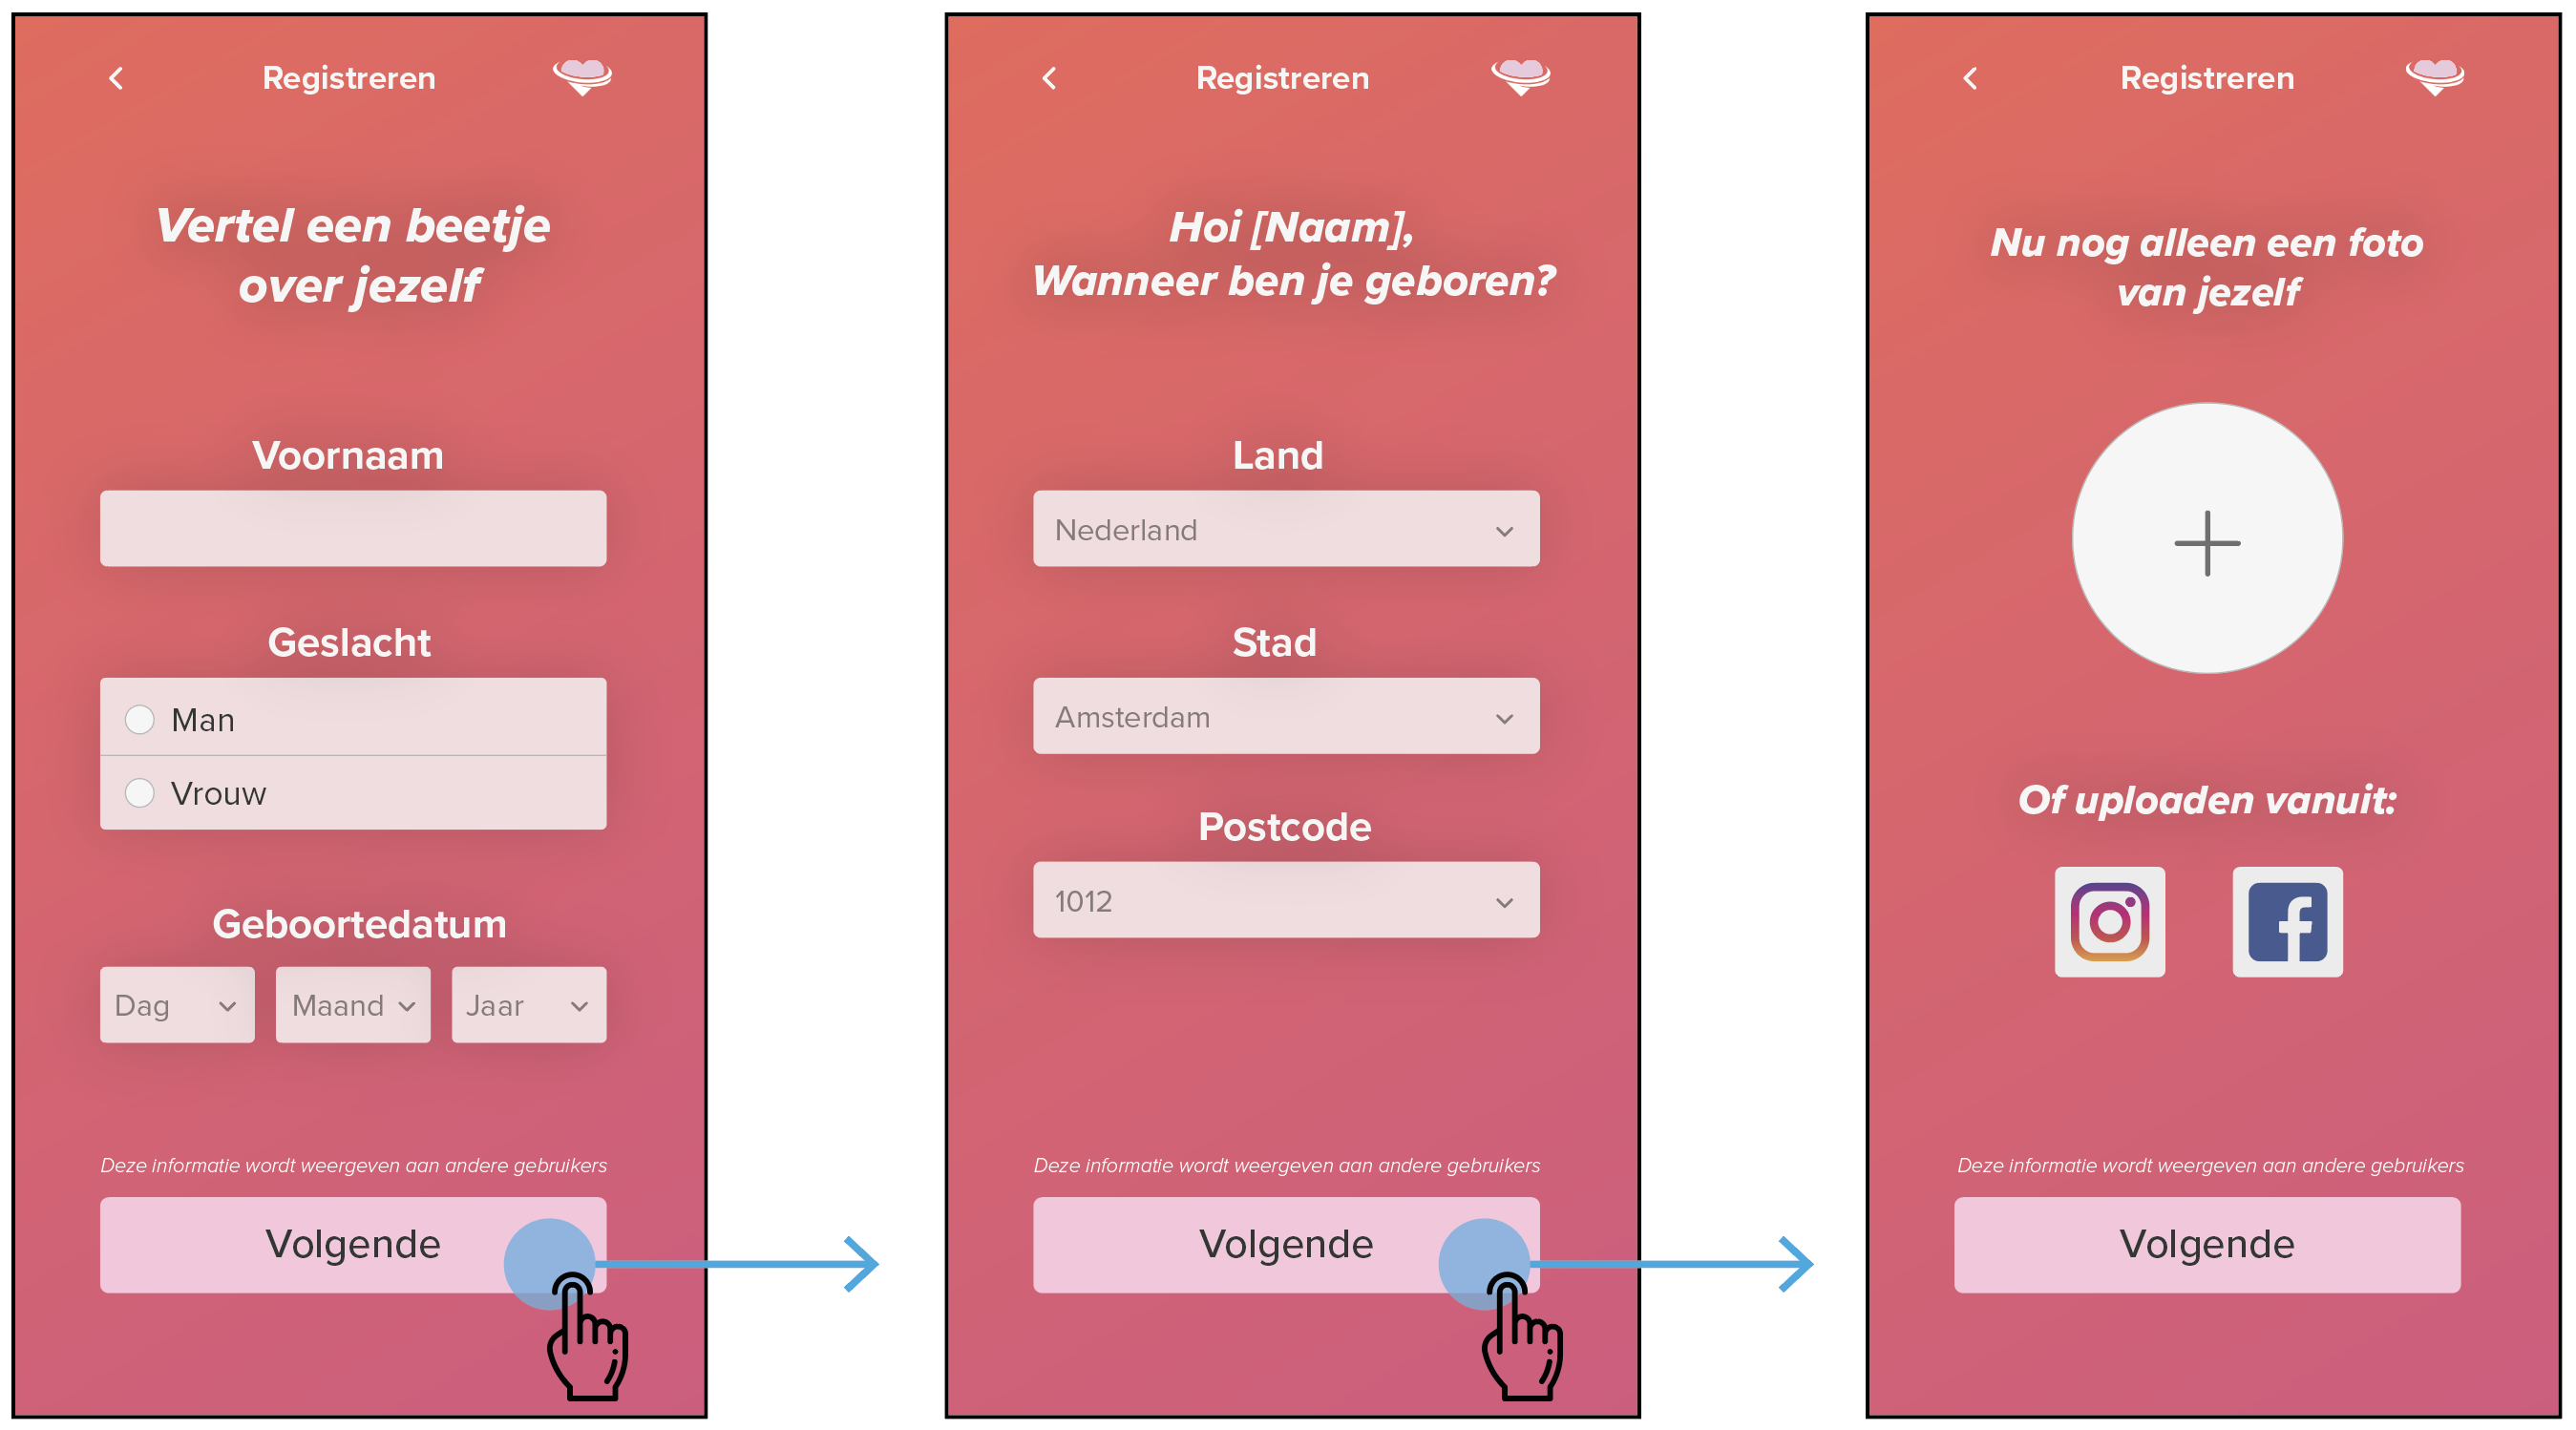 Registreren
Vertel een beetje
over jezelf
Voornaam
Geslacht
Man
Vrouw
Geboortedatum
Dag Maand Jaar
Deze informatie wordt weergeven aan andere gebruikers
Volgende
Registreren
Hoi [Naam],
Wanneer ben je geboren?
Land
Nederland
Stad
Amsterdam
Postcode
1012
Deze informatie wordt weergeven aan andere gebruikers
Volgende
Registreren
Nu nog alleen een foto
van jezelf
Of uploaden vanuit:
Deze informatie wordt weergeven aan andere gebruikers
Volgende